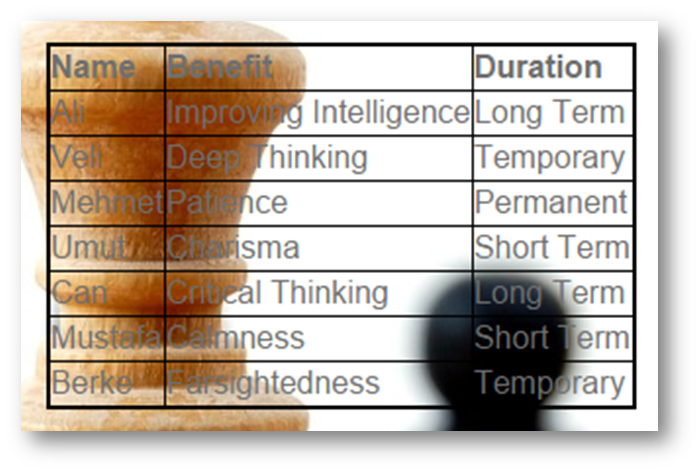 Name Benefit Duration
Ali Improving Intelligence Long Term
Veli Deep Thinking Temporary
Mehmet Patience Permanent
Umut Charisma Short Term
Can Critical Thinking Long Term
Mustafa Calmness Short Term
Berke Farsightedness Temporary